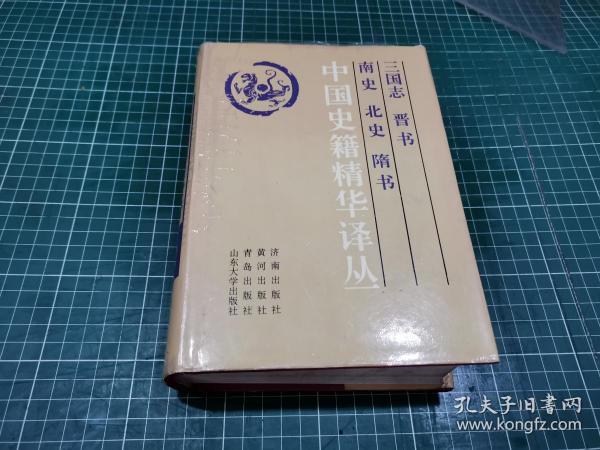 三国志 晋书
南史 北史 隋书
中国史籍精华译丛
济南出版社
黄河出版社
青岛出版社
山东大学出版社
孔夫子旧书网
www.kongfz.com